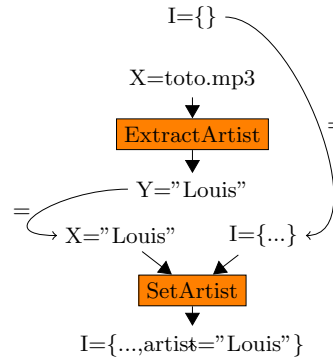 I={}
X=toto.mp3
=
ExtractArtist
Y="Louis"
=
X="Louis"
I={...}
SetArtist
I={...,artist="Louis"}